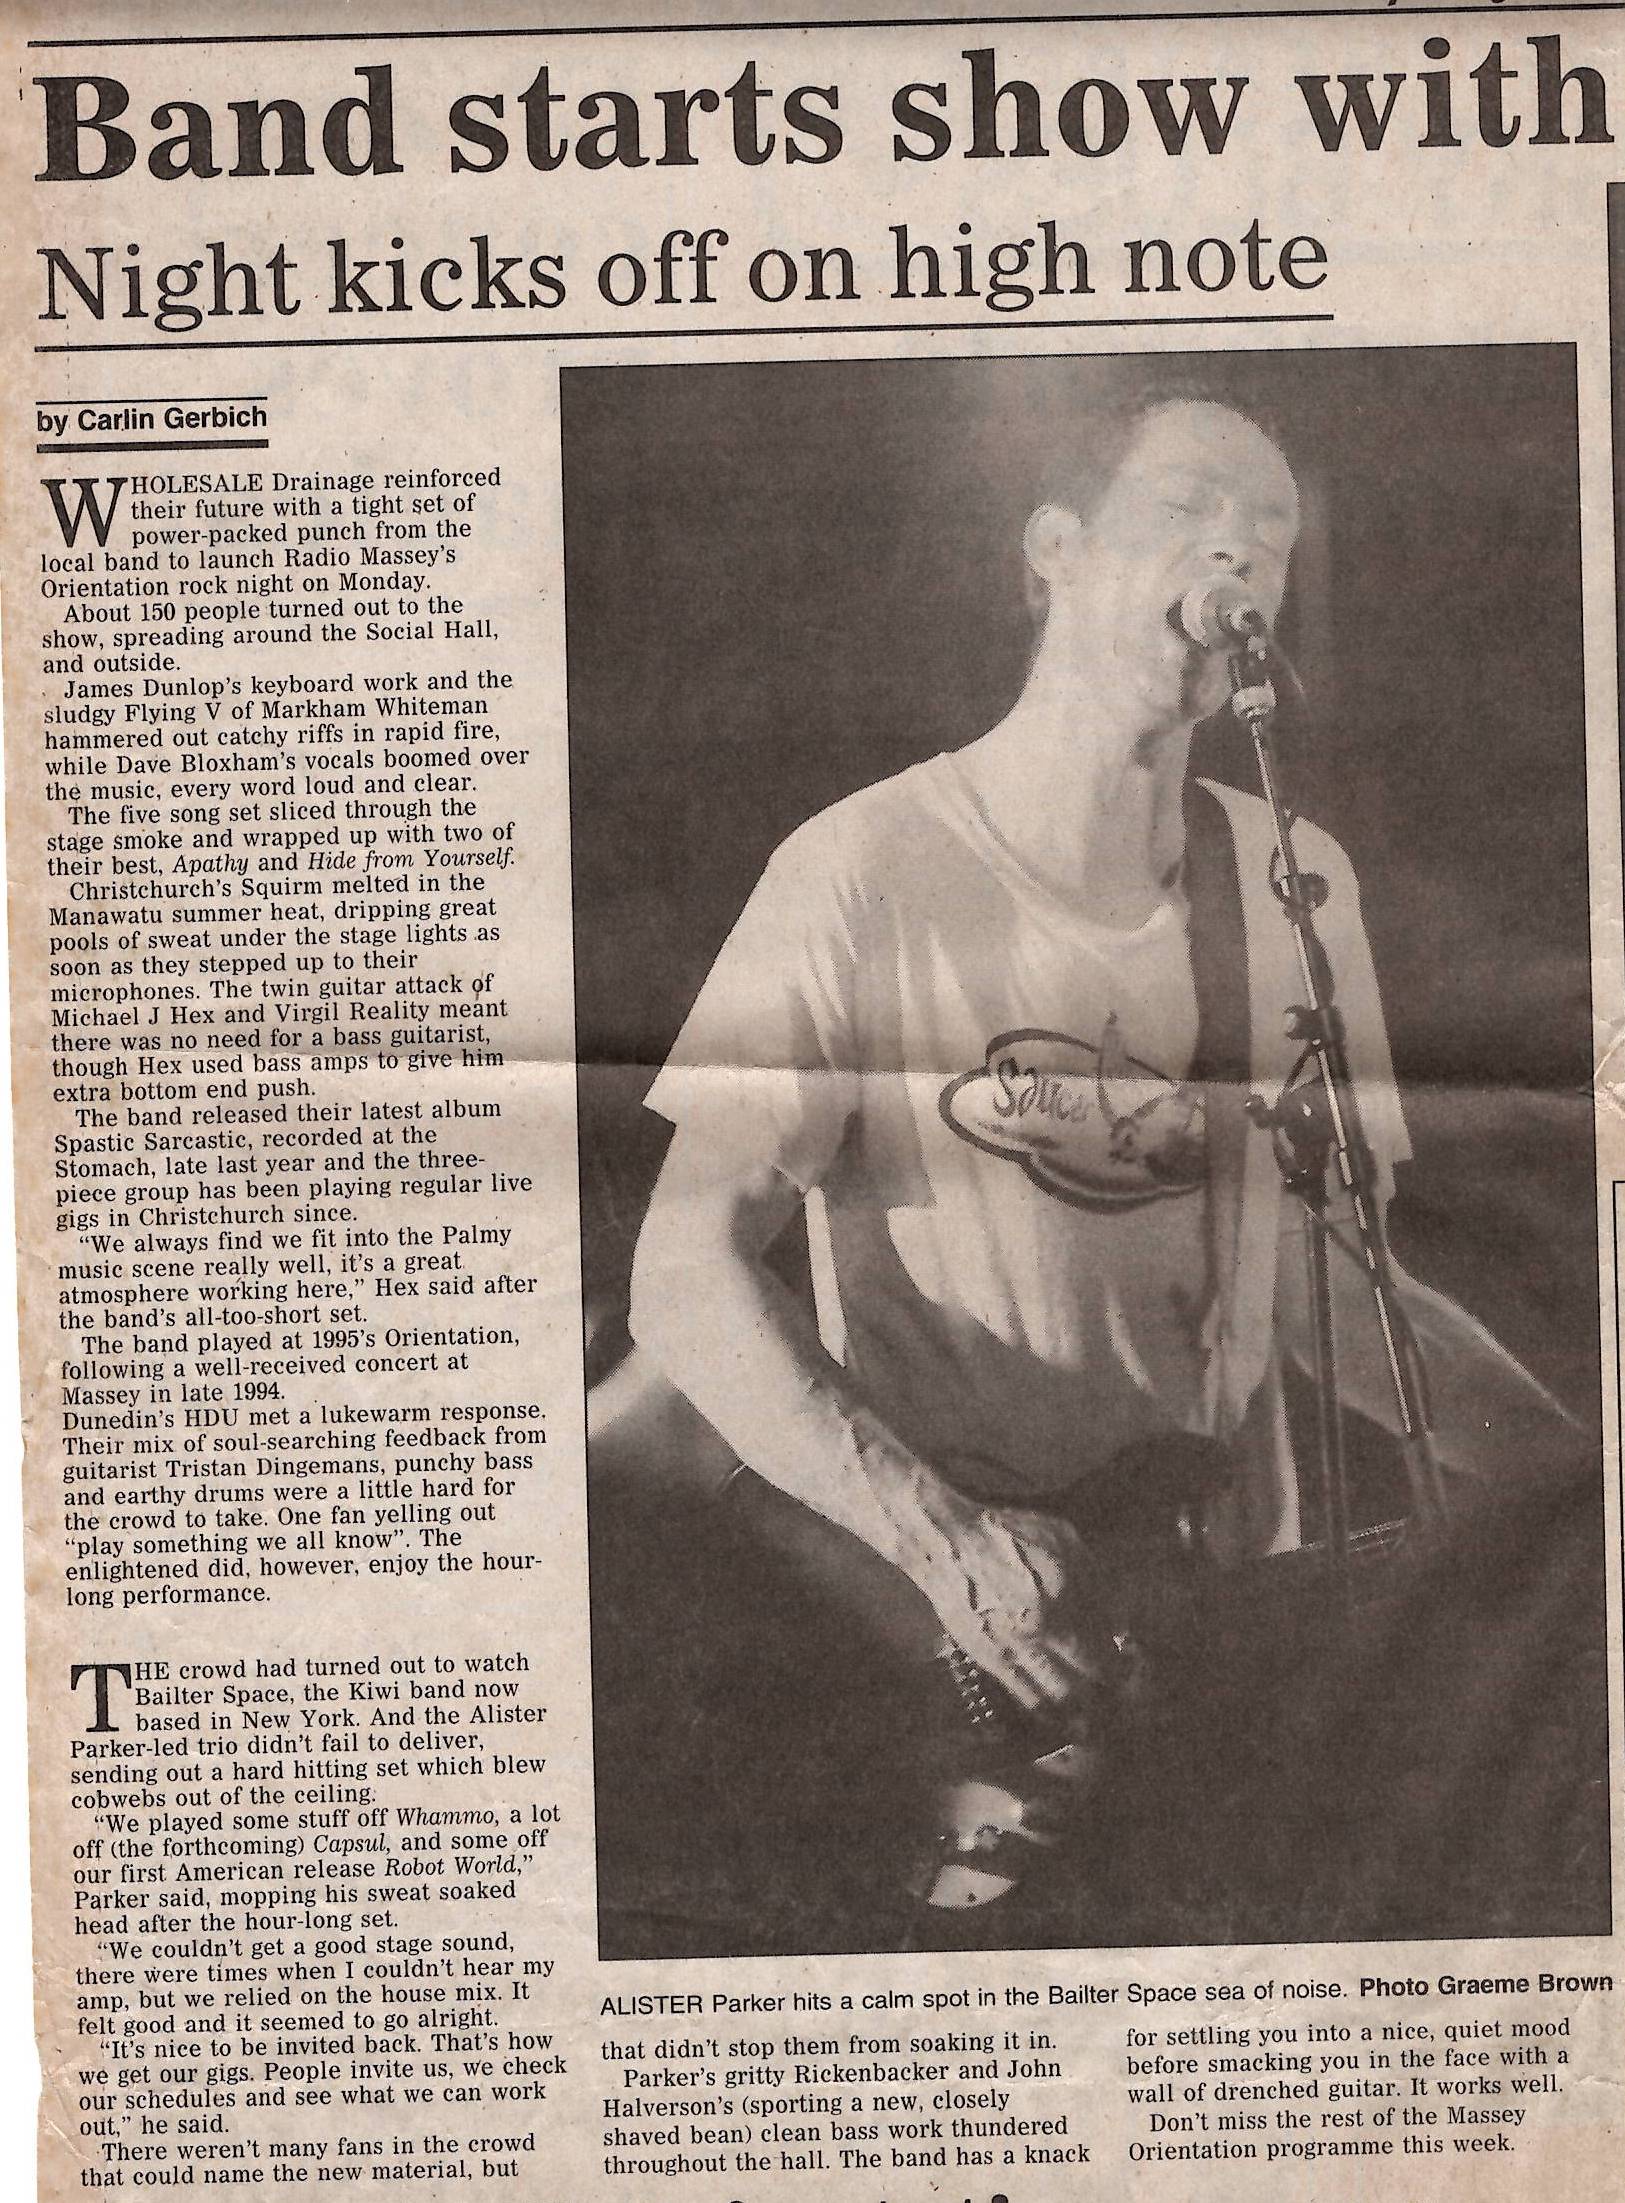 Band starts show with
Night kicks off on high note
by Carlin Gerbich
WHOLESALE Drainage reinforced
their future with a tight set of
power-packed punch from the
local band to launch Radio Massey's
Orientation rock night on Monday.
About 150 people turned out to the
show, spreading around the Social Hall,
and outside.
James Dunlop's keyboard work and the
sludgy Flying V of Markham Whiteman
hammered out catchy riffs in rapid fire,
while Dave Bloxham's vocals boomed over
the music, every word loud and clear.
The five song set sliced through the
stage smoke and wrapped up with two of
their best, Apathy and Hide from Yourself.
Christchurch's Squirm melted in the
Manawatu summer heat, dripping great
pools of sweat under the stage lights as
soon as they stepped up to their
microphones. The twin guitar attack of
Michael J Hex and Virgil Reality meant
there was no need for a bass guitarist,
though Hex used bass amps to give him
extra bottom end push.
The band released their latest album
Spastic Sarcastic, recorded at the
Stomach, late last year and the three-
piece group has been playing regular live
gigs in Christchurch since.
"We always find we fit into the Palmy
music scene really well, it's a great
atmosphere working here," Hex said after
the band's all-too-short set.
The band played at 1995's Orientation,
following a well-received concert at
Massey in late 1994.
Dunedin's HDU met a lukewarm response.
Their mix of soul-searching feedback from
guitarist Tristan Dingemans, punchy bass
and earthy drums were a little hard for
the crowd to take. One fan yelling out
"play something we all know". The
enlightened did, however, enjoy the hour-
long performance.
THE crowd had turned out to watch
Bailter Space, the Kiwi band now
based in New York. And the Alister
Parker-led trio didn't fail to deliver,
sending out a hard hitting set which blew
cobwebs out of the ceiling.
"We played some stuff off Whammo, a lot
off (the forthcoming) Capsul, and some off
our first American release Robot World,"
Parker said, mopping his sweat soaked
head after the hour-long set.
"We couldn't get a good stage sound,
there were times when I couldn't hear my
amp, but we relied on the house mix. It
felt good and it seemed to go alright.
"It's nice to be invited back. That's how
we get our gigs. People invite us, we check
our schedules and see what we can work
out," he said.
There weren't many fans in the crowd
that could name the new material, but
ALISTER Parker hits a calm spot in the Bailter Space sea of noise. Photo Graeme Brown
that didn't stop them from soaking it in.
Parker's gritty Rickenbacker and John
Halverson's (sporting a new, closely
shaved bean) clean bass work thundered
throughout the hall. The band has a knack
for settling you into a nice, quiet mood
before smacking you in the face with a
wall of drenched guitar. It works well.
Don't miss the rest of the Massey
Orientation programme this week.